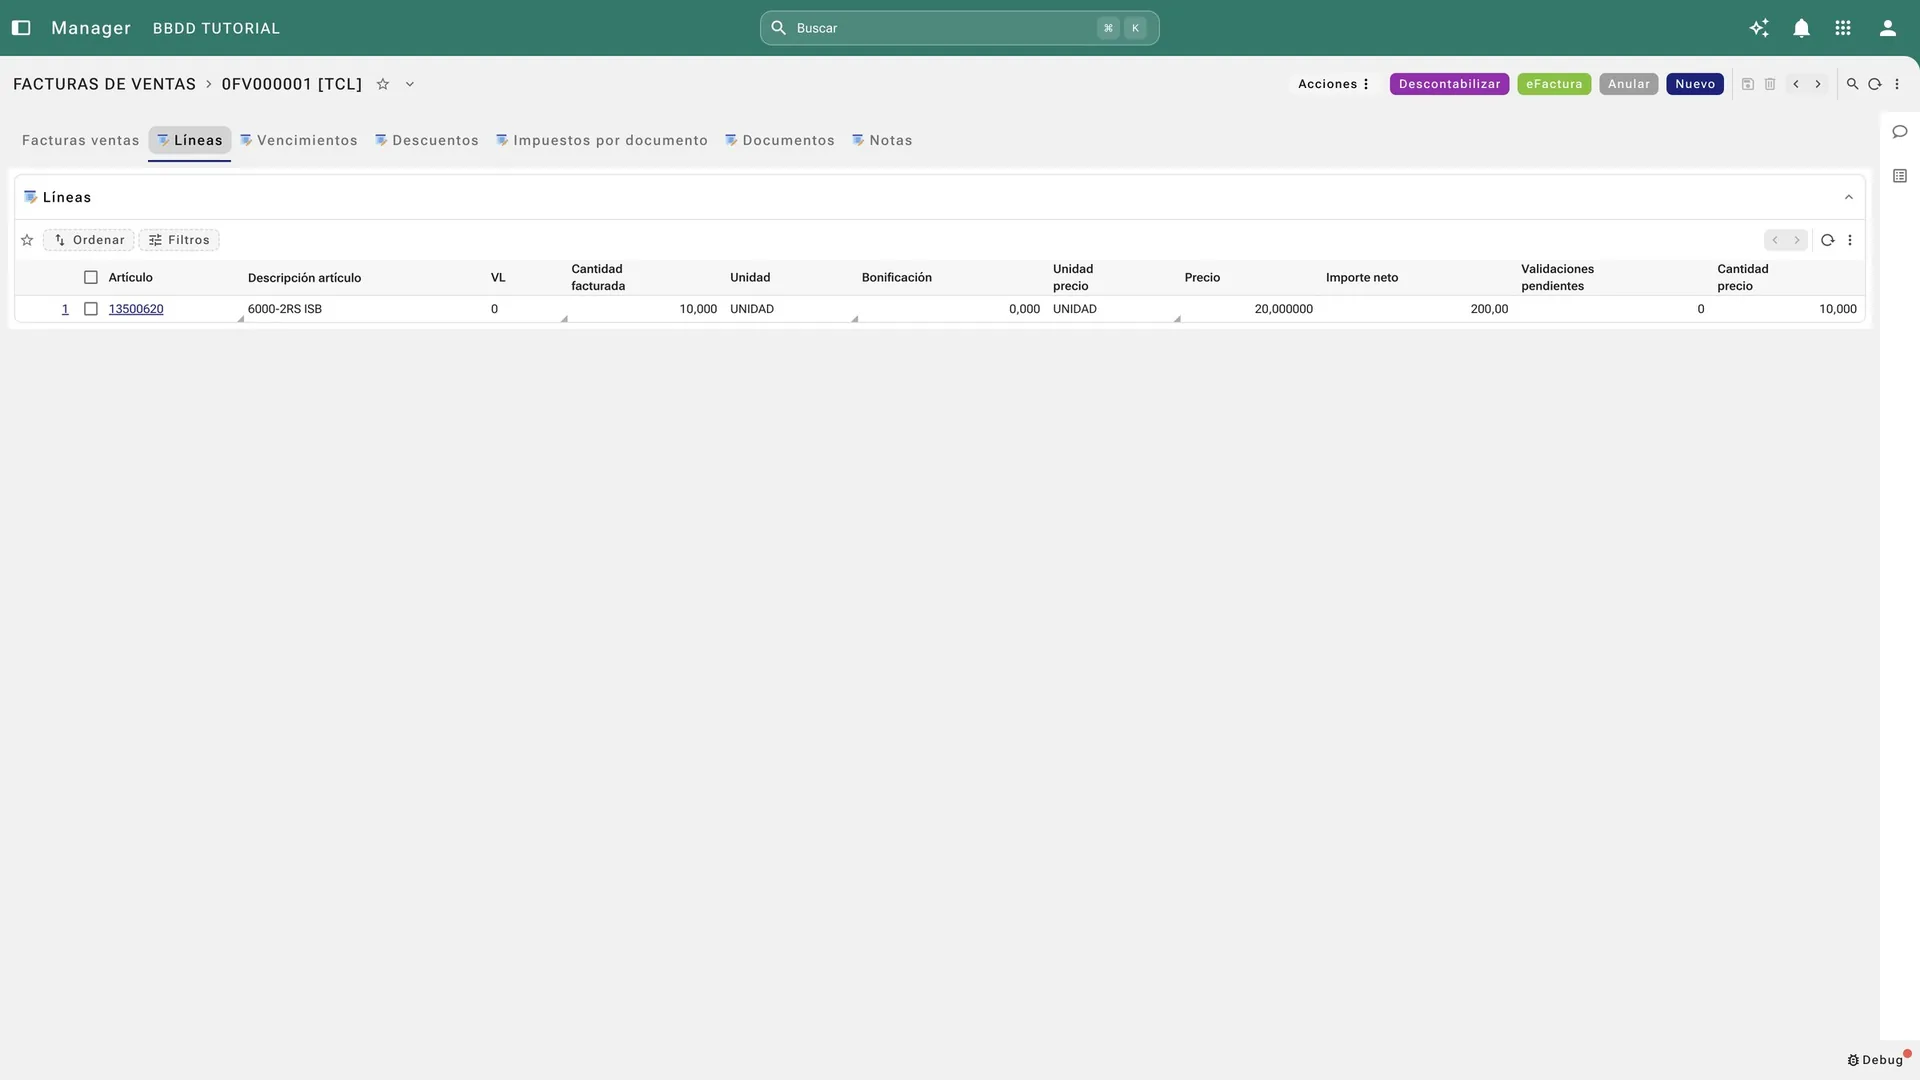 Manager BBDD TUTORIAL Buscar ⌘ K
FACTURAS DE VENTAS > 0FV000001 [TCL] Acciones Descontabilizar eFactura Anular Nuevo
Facturas ventas Líneas Vencimientos Descuentos Impuestos por documento Documentos Notas
Líneas
Ordenar Filtros
Artículo Descripción artículo VL Cantidad facturada Unidad Bonificación Unidad precio Precio Importe neto Validaciones pendientes Cantidad precio
1 13500620 6000-2RS ISB 0 10,000 UNIDAD 0,000 UNIDAD 20,000000 200,00 0 10,000
Debug